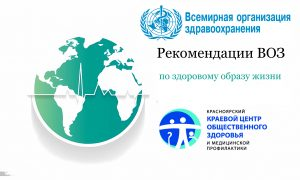 Всемирная организация
здравоохранения
Рекомендации ВОЗ
по здоровому образу жизни
КРАСНОЯРСКИЙ
КРАЕВОЙ ЦЕНТР
ОБЩЕСТВЕННОГО
ЗДОРОВЬЯ
И МЕДИЦИНСКОЙ
ПРОФИЛАКТИКИ